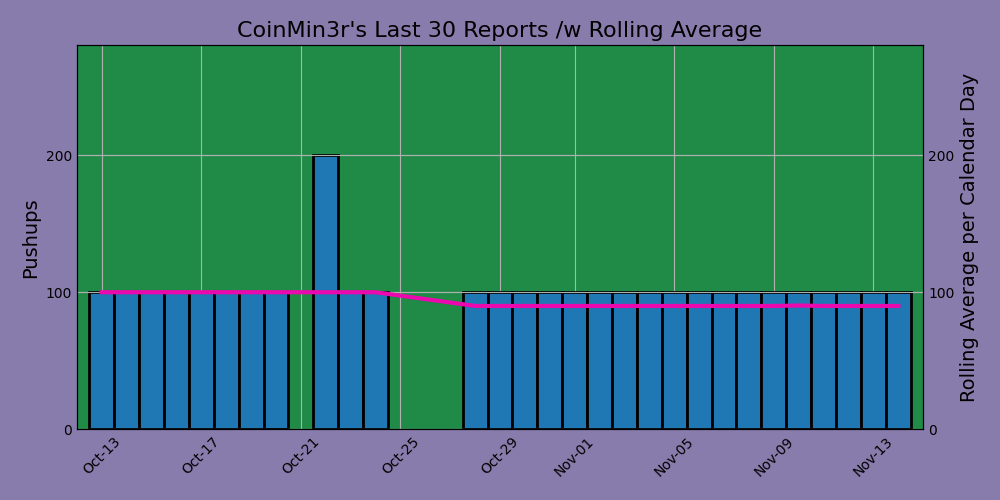 CoinMin3r's Last 30 Reports /w Rolling Average
Pushups
200
100
0
200
100
0
Rolling Average per Calendar Day
Oct-13
Oct-17
Oct-21
Oct-25
Oct-29
Nov-01
Nov-05
Nov-09
Nov-13